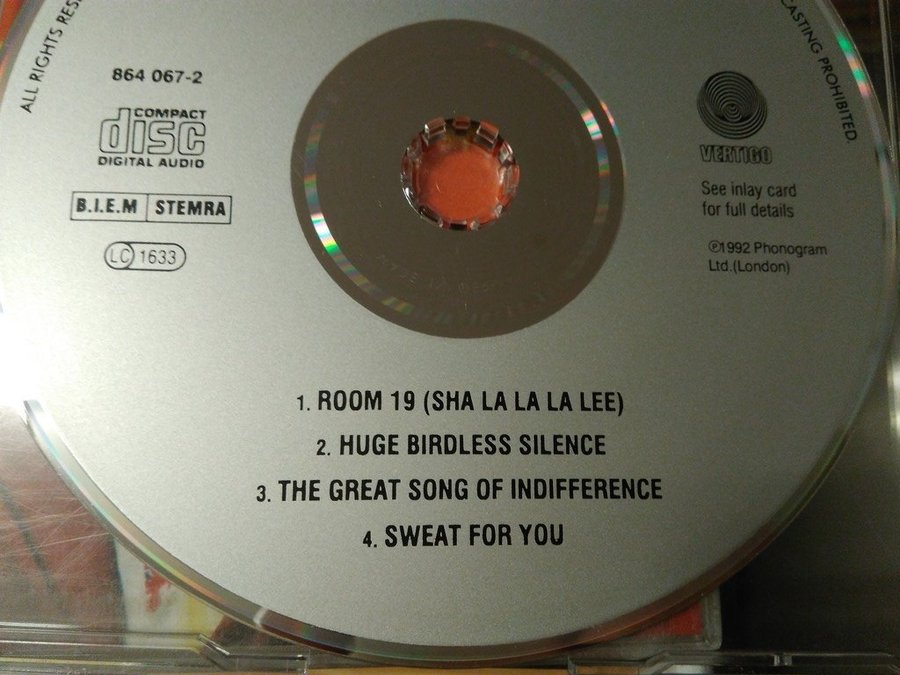 ALL RIGHTS
CASTING PROHIBITED.
864 067-2
COMPACT
disc
DIGITAL AUDIO
B.I.E.M STEMRA
LC 1633
VERTIGO
See inlay card
for full details
℗1992 Phonogram
Ltd.(London)
1. ROOM 19 (SHA LA LA LA LEE)
2. HUGE BIRDLESS SILENCE
3. THE GREAT SONG OF INDIFFERENCE
4. SWEAT FOR YOU